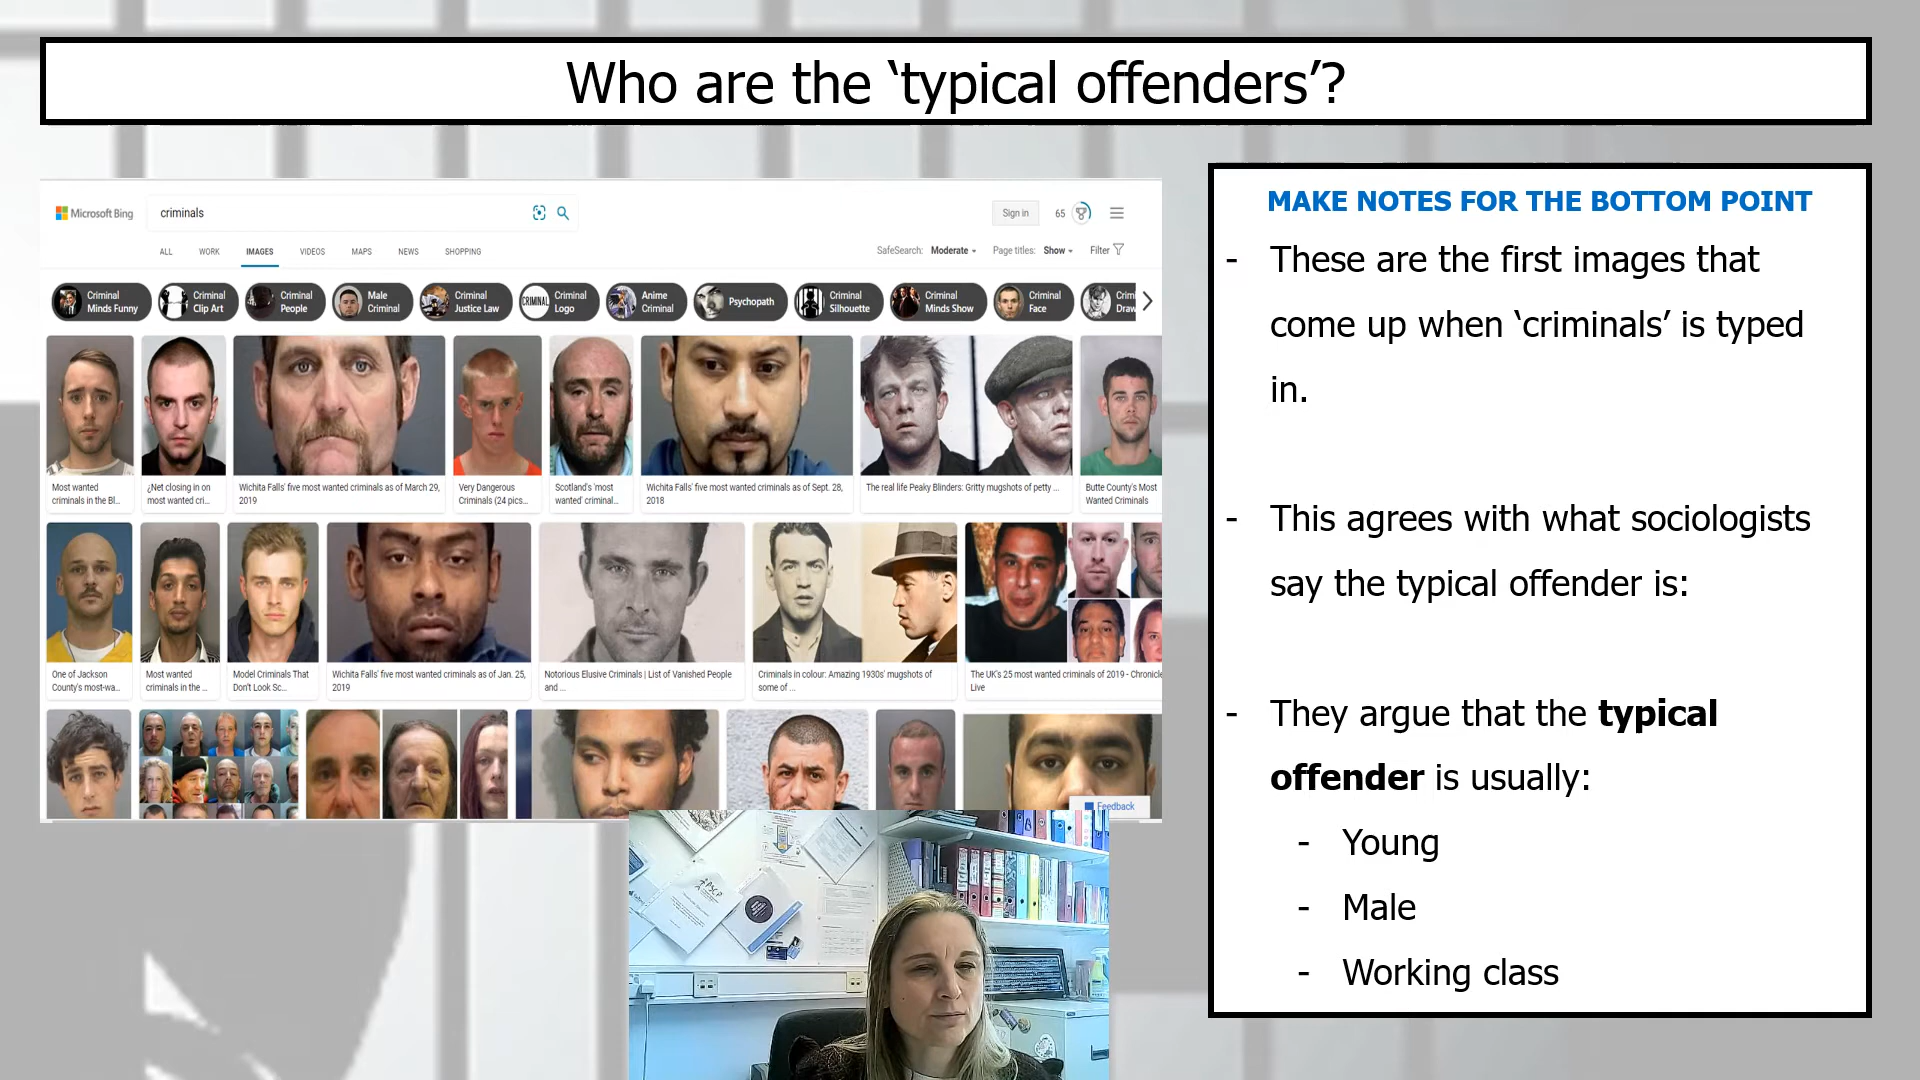 Who are the ‘typical offenders’?
Microsoft Bing
criminals
Sign in
65
ALL WORK IMAGES VIDEOS MAPS NEWS SHOPPING
SafeSearch: Moderate Page titles: Show Filter
Criminal Minds Funny
Criminal Clip Art
Criminal People
Male Criminal
Criminal Justice Law
CRIMINAL
Criminal Logo
Anime Criminal
Psychopath
Criminal Silhouette
Criminal Minds Show
Criminal Face
Most wanted
criminals in the Bl...
¿Net closing in on
most wanted cri...
Wichita Falls' five most wanted criminals as of March 29,
2019
Very Dangerous
Criminals (24 pics...
Scotland's 'most
wanted' criminal...
Wichita Falls' five most wanted criminals as of Sept. 28,
2018
The real life Peaky Blinders: Gritty mugshots of petty ...
Butte County's Most
Wanted Criminals
One of Jackson
County's most-wa...
Most wanted
criminals in the ...
Model Criminals That
Don't Look Sc...
Wichita Falls' five most wanted criminals as of Jan. 25,
2019
Notorious Elusive Criminals | List of Vanished People
and ...
Criminals in colour: Amazing 1930s' mugshots of
some of ...
The UK's 25 most wanted criminals of 2019 - Chronicle
Live
Feedback
MAKE NOTES FOR THE BOTTOM POINT
- These are the first images that
come up when ‘criminals’ is typed
in.
- This agrees with what sociologists
say the typical offender is:
- They argue that the typical
offender is usually:
- Young
- Male
- Working class